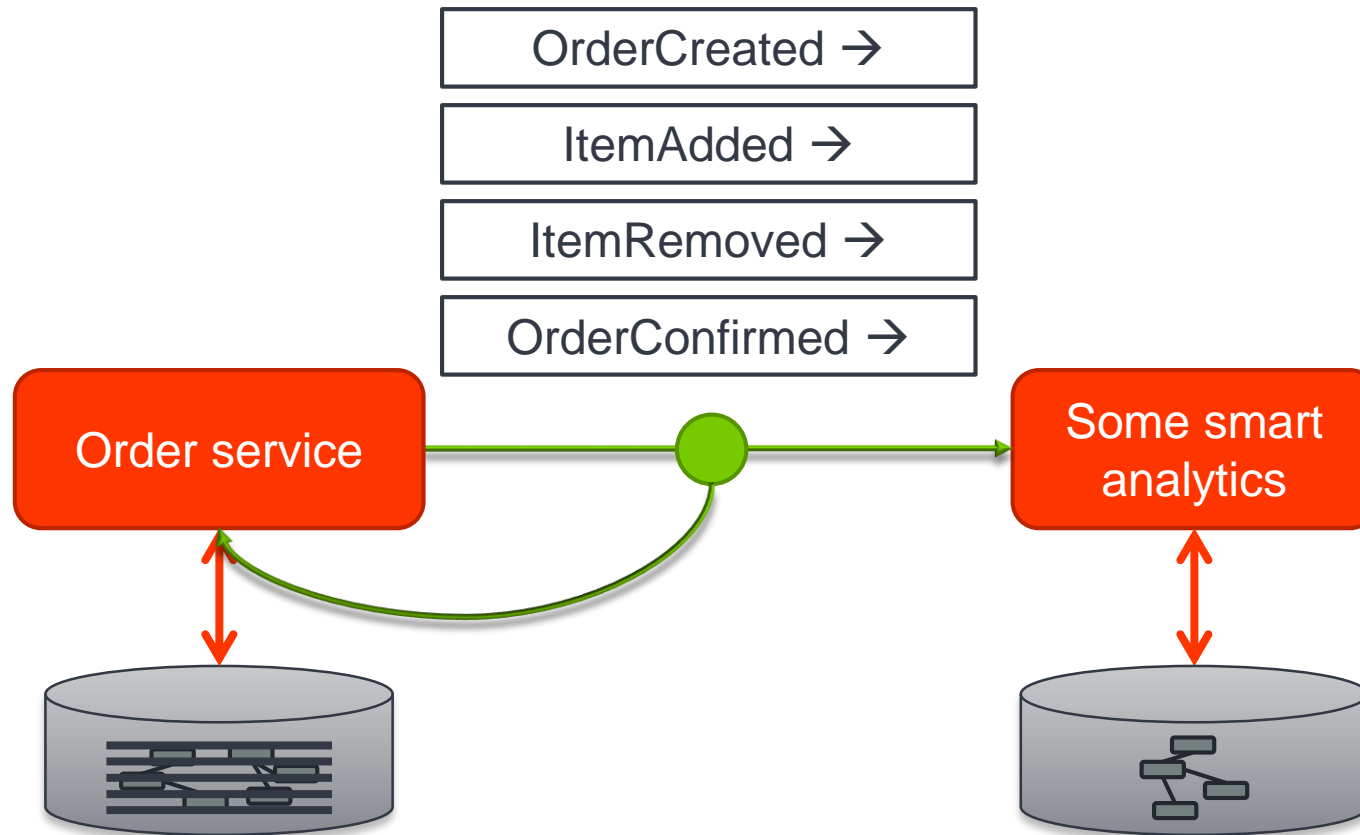 OrderCreated →
ItemAdded →
ItemRemoved →
OrderConfirmed →
Order service
Some smart
analytics